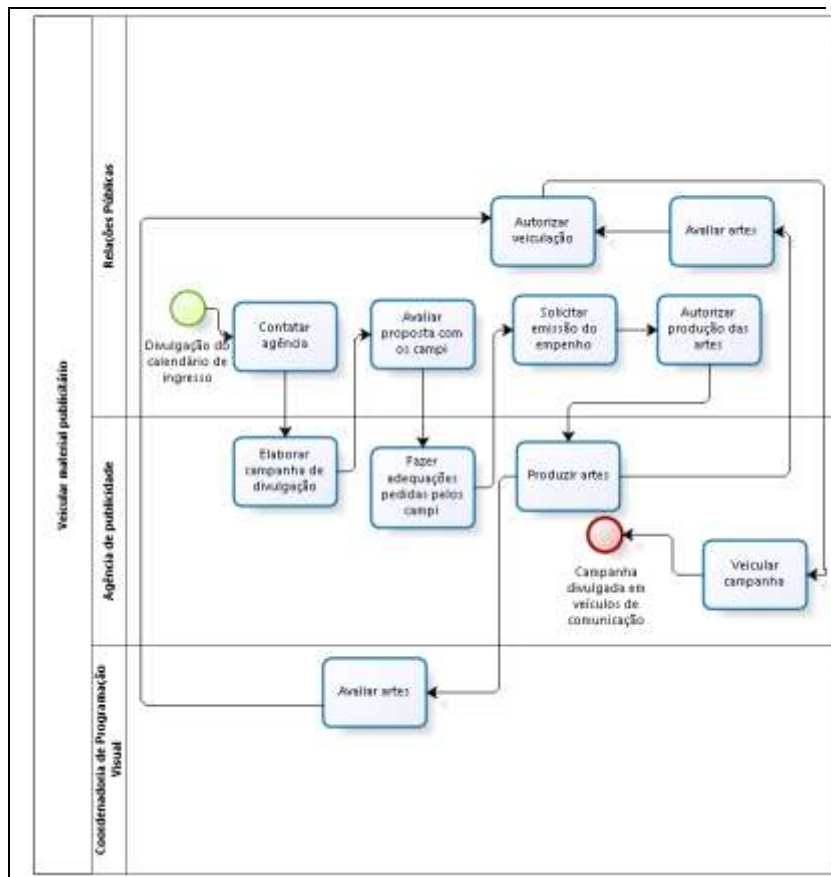 Veicular material publicitário
Relações Públicas
Autorizar
veiculação
Avaliar artes
Divulgação do
calendário de
ingresso
Contatar
agência
Avaliar
proposta com
os campi
Solicitar
emissão do
empenho
Autorizar
produção das
artes
Agência de publicidade
Elaborar
campanha de
divulgação
Fazer
adequações
pedidas pelos
campi
Produzir artes
Campanha
divulgada em
veículos de
comunicação
Veicular
campanha
Coordenadoria de Programação
Visual
Avaliar artes